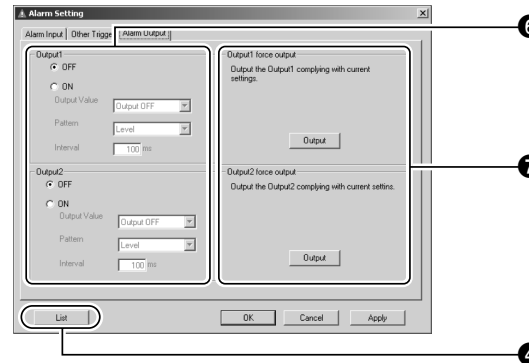 Alarm Setting
Alarm Input
Other Trigge
Alarm Output
Output1
OFF
ON
Output Value
Output OFF
Pattern
Level
Interval
100 ms
Output2
OFF
ON
Output Value
Output OFF
Pattern
Level
Interval
100 ms
Output1 force output
Output the Output1 complying with current
settings.
Output
Output2 force output
Output the Output2 complying with current settins.
Output
List
OK
Cancel
Apply
6
7